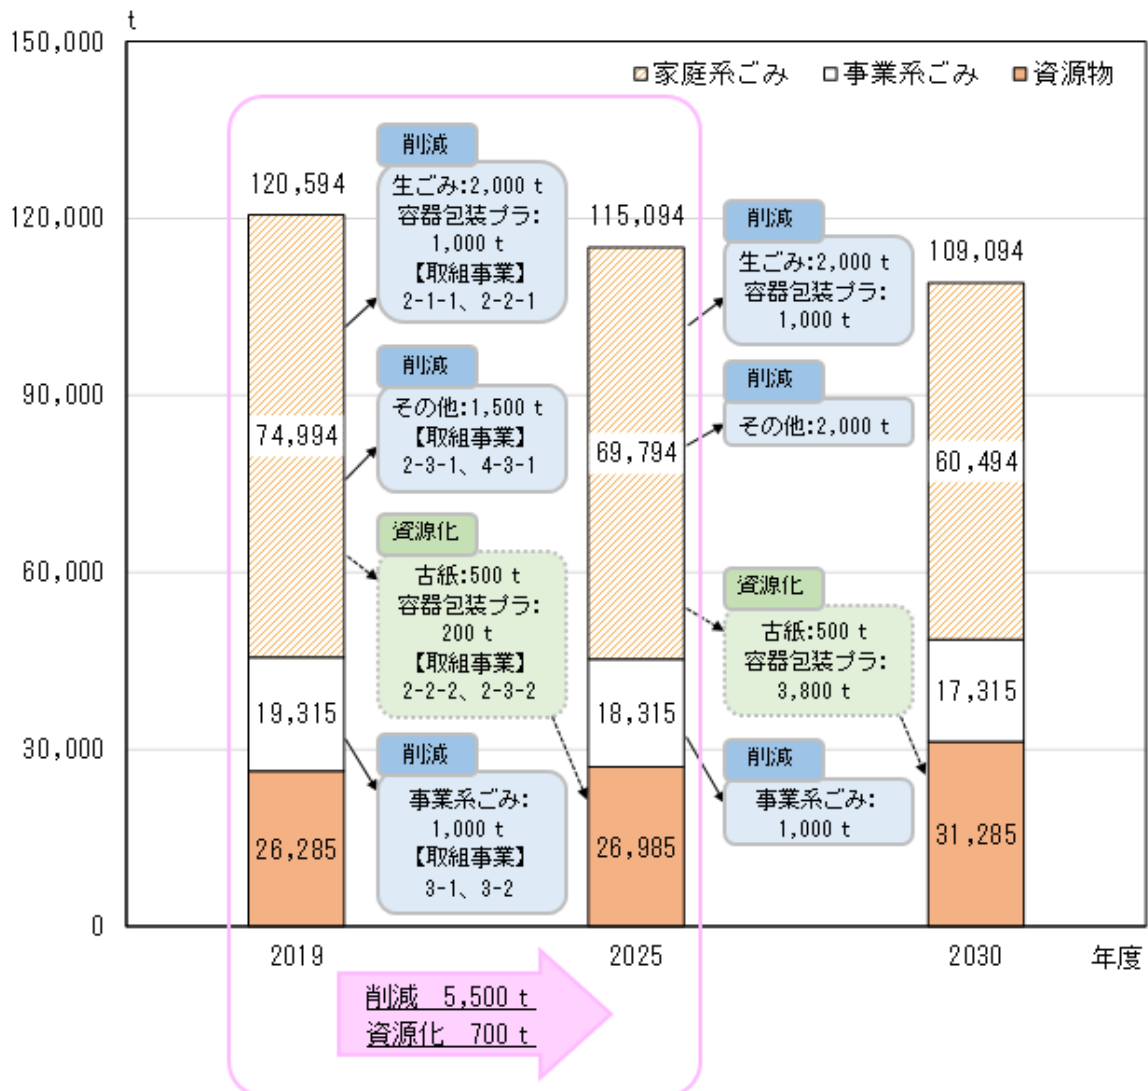 t
150,000
家庭系ごみ 事業系ごみ 資源物
120,000
90,000
60,000
30,000
0
120,594
74,994
19,315
26,285
削減
生ごみ:2,000 t
容器包装プラ:
1,000 t
【取組事業】
2-1-1、2-2-1
削減
その他:1,500 t
【取組事業】
2-3-1、4-3-1
資源化
古紙:500 t
容器包装プラ:
200 t
【取組事業】
2-2-2、2-3-2
削減
事業系ごみ:
1,000 t
【取組事業】
3-1、3-2
115,094
69,794
18,315
26,985
削減
生ごみ:2,000 t
容器包装プラ:
1,000 t
削減
その他:2,000 t
資源化
古紙:500 t
容器包装プラ:
3,800 t
削減
事業系ごみ:
1,000 t
109,094
60,494
17,315
31,285
2019 2025 2030 年度
削減 5,500 t
資源化 700 t